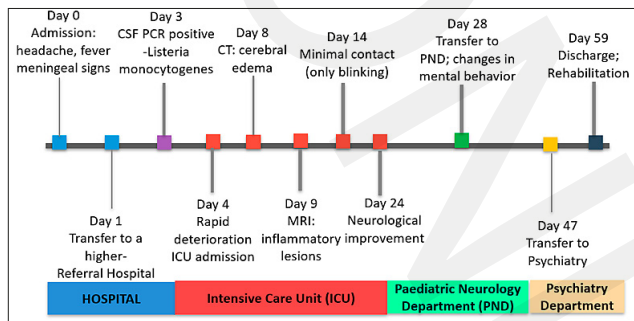 Day 0
Admission:
headache, fever
meningeal signs
Day 3
CSF PCR positive
-Listeria
monocytogenes
Day 8
CT: cerebral
edema
Day 14
Minimal contact
(only blinking)
Day 28
Transfer to
PND; changes in
mental behavior
Day 59
Discharge;
Rehabilitation
Day 1
Transfer to a
higher-
Referral Hospital
Day 4
Rapid
deterioration
ICU admission
Day 9
MRI:
inflammatory
lesions
Day 24
Neurological
improvement
Day 47
Transfer to
Psychiatry
HOSPITAL
Intensive Care Unit (ICU)
Paediatric Neurology
Department (PND)
Psychiatry
Department